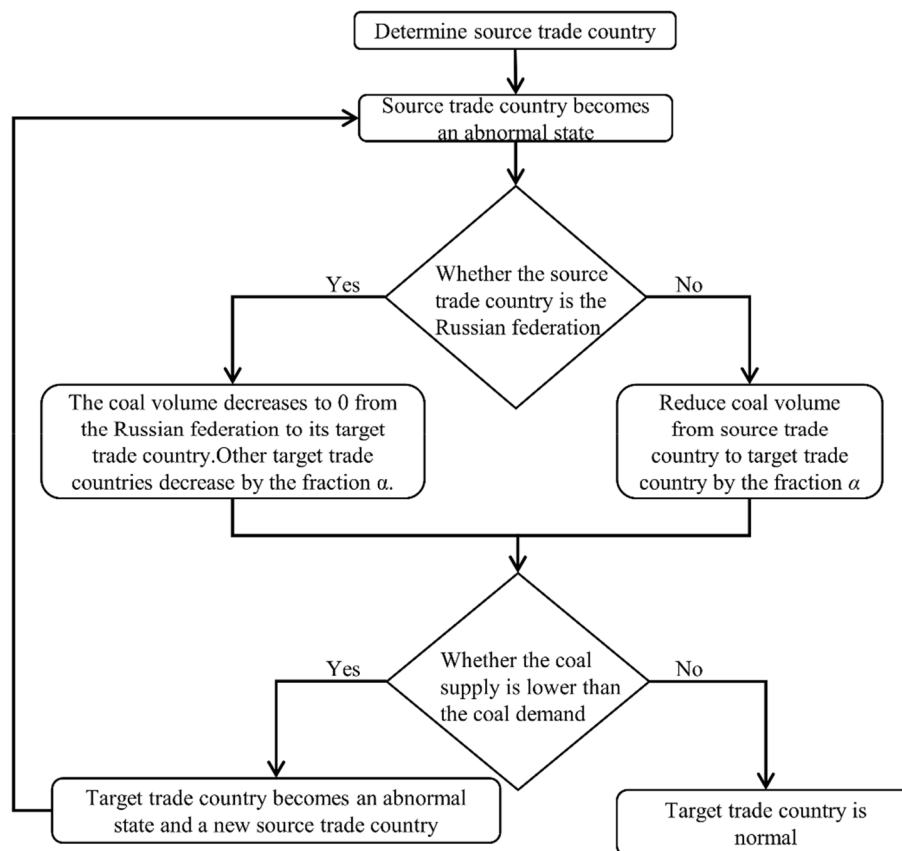 Determine source trade country
Source trade country becomes
an abnormal state
Whether the source
trade country is the
Russian federation
Yes
No
The coal volume decreases to 0 from
the Russian federation to its target
trade country.Other target trade
countries decrease by the fraction α.
Reduce coal volume
from source trade
country to target trade
country by the fraction α
Whether the coal
supply is lower than
the coal demand
Yes
No
Target trade country becomes an abnormal
state and a new source trade country
Target trade country is
normal